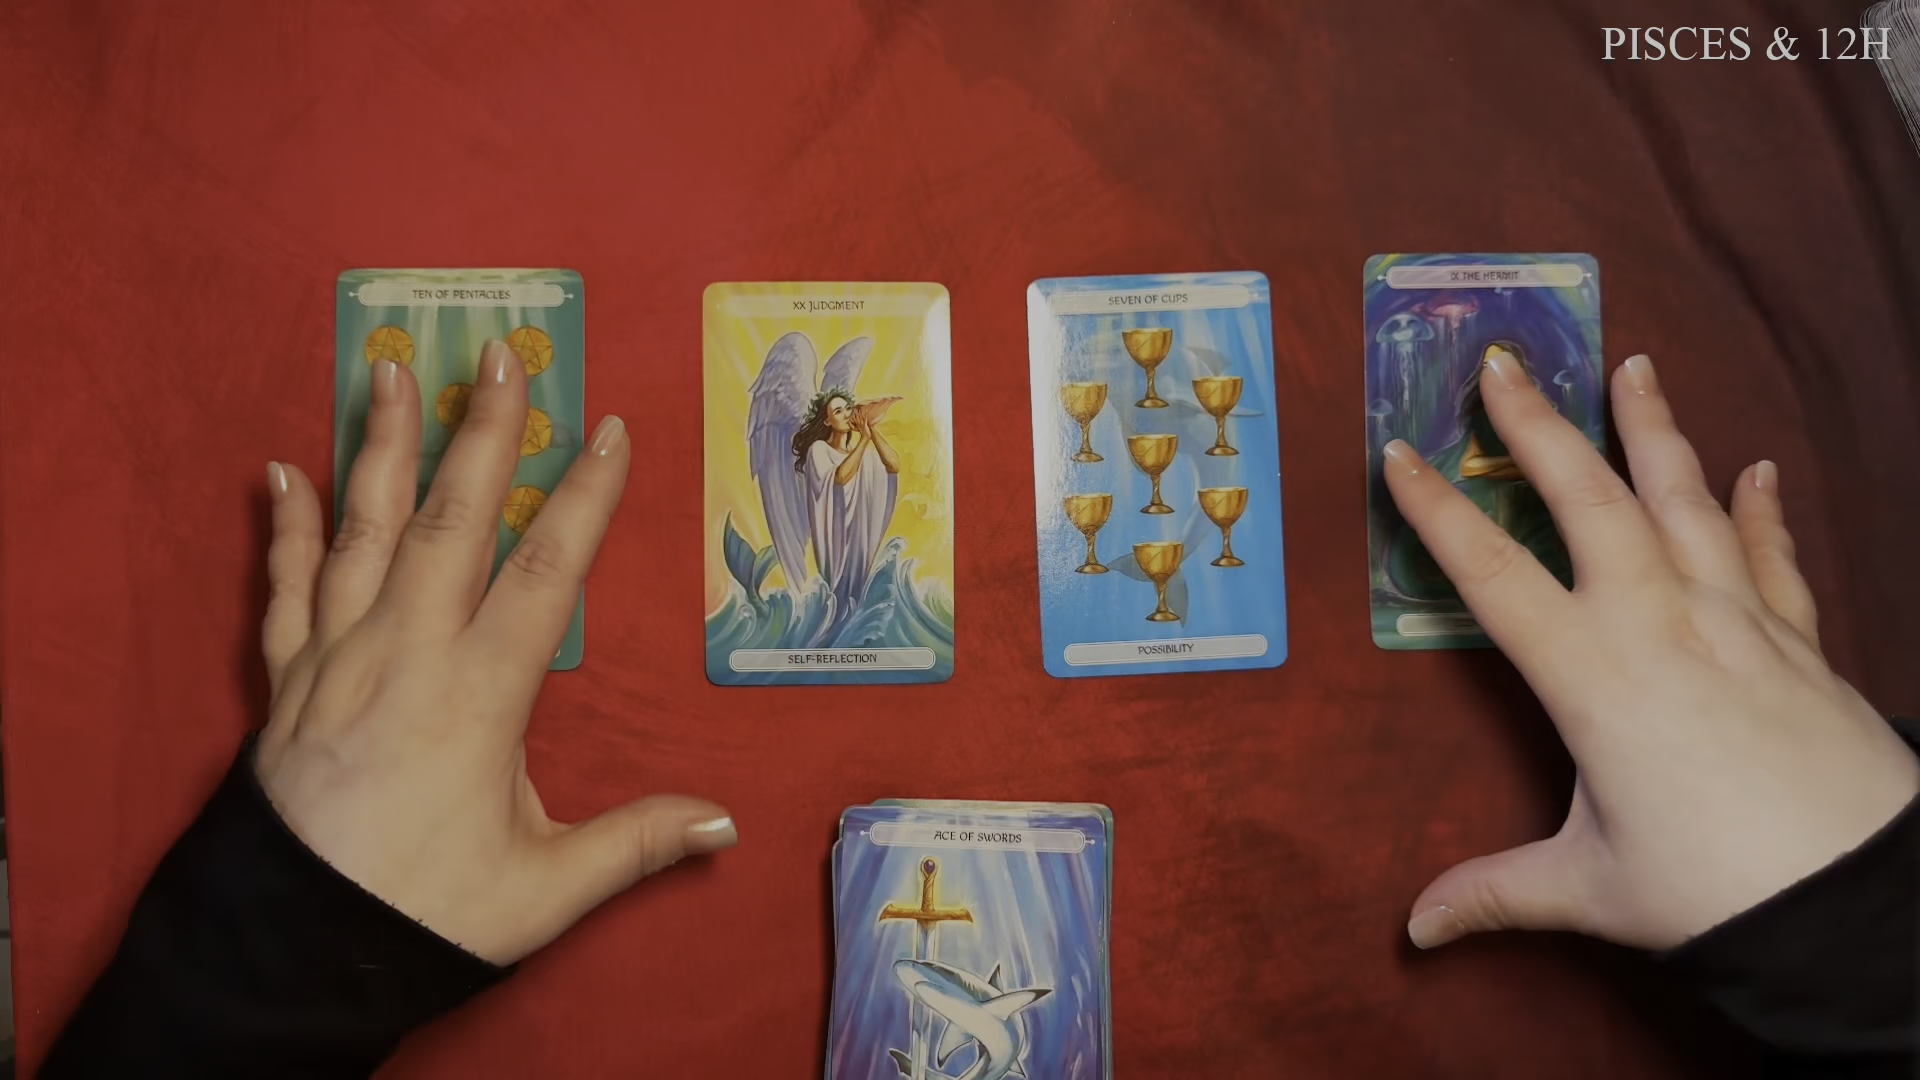 PISCES & 12H
TEN OF PENTACLES
XX JUDGMENT
SEVEN OF CUPS
IX THE HERMIT
SELF-REFLECTION
POSSIBILITY
ACE OF SWORDS